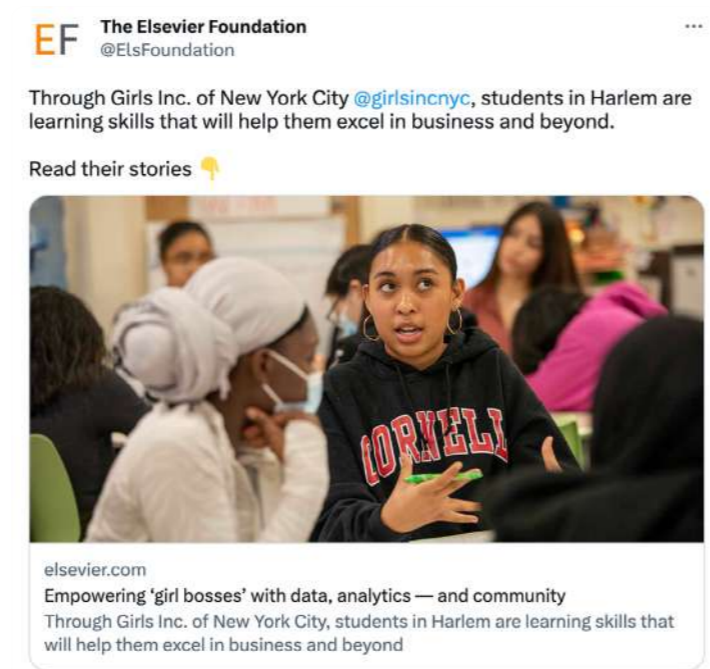 EF
The Elsevier Foundation
@ElsFoundation
Through Girls Inc. of New York City @girlsincnyc, students in Harlem are
learning skills that will help them excel in business and beyond.
Read their stories
CORNELL
elsevier.com
Empowering ‘girl bosses’ with data, analytics — and community
Through Girls Inc. of New York City, students in Harlem are learning skills that
will help them excel in business and beyond